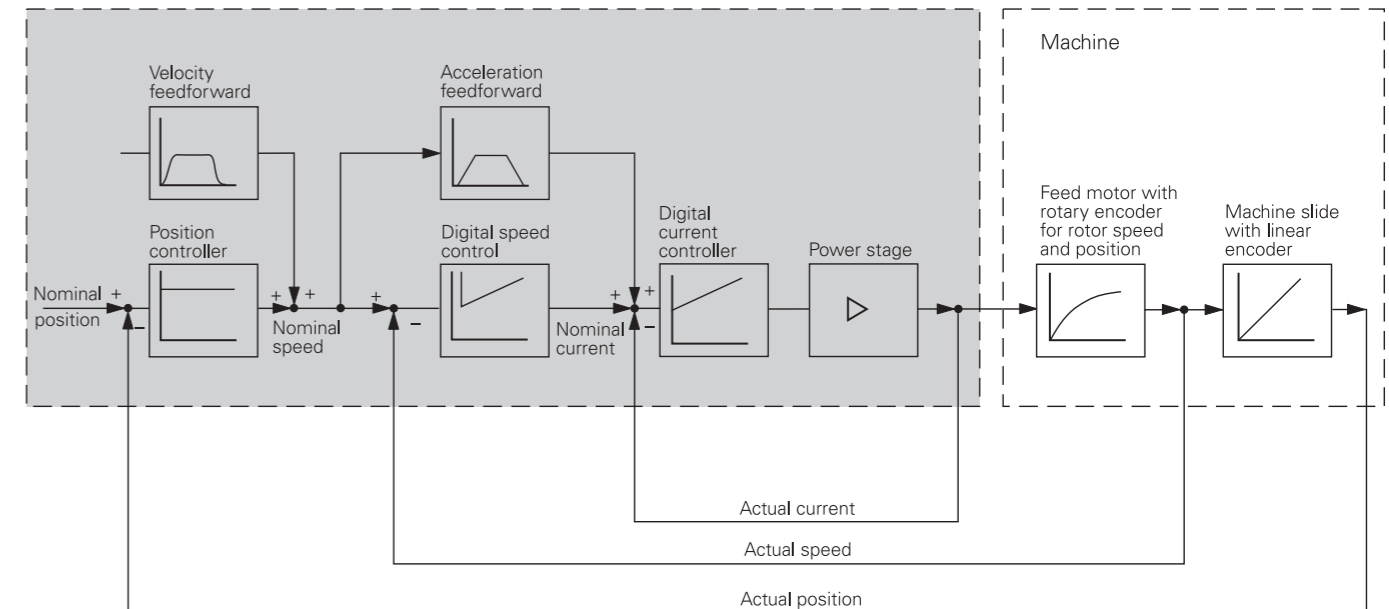 Machine
Velocity
feedforward
Acceleration
feedforward
Position
controller
Digital speed
control
Digital
current
controller
Power stage
Feed motor with
rotary encoder
for rotor speed
and position
Machine slide
with linear
encoder
Nominal
position
+
–
+
+
Nominal
speed
+
–
+
+
–
Nominal
current
Actual current
Actual speed
Actual position